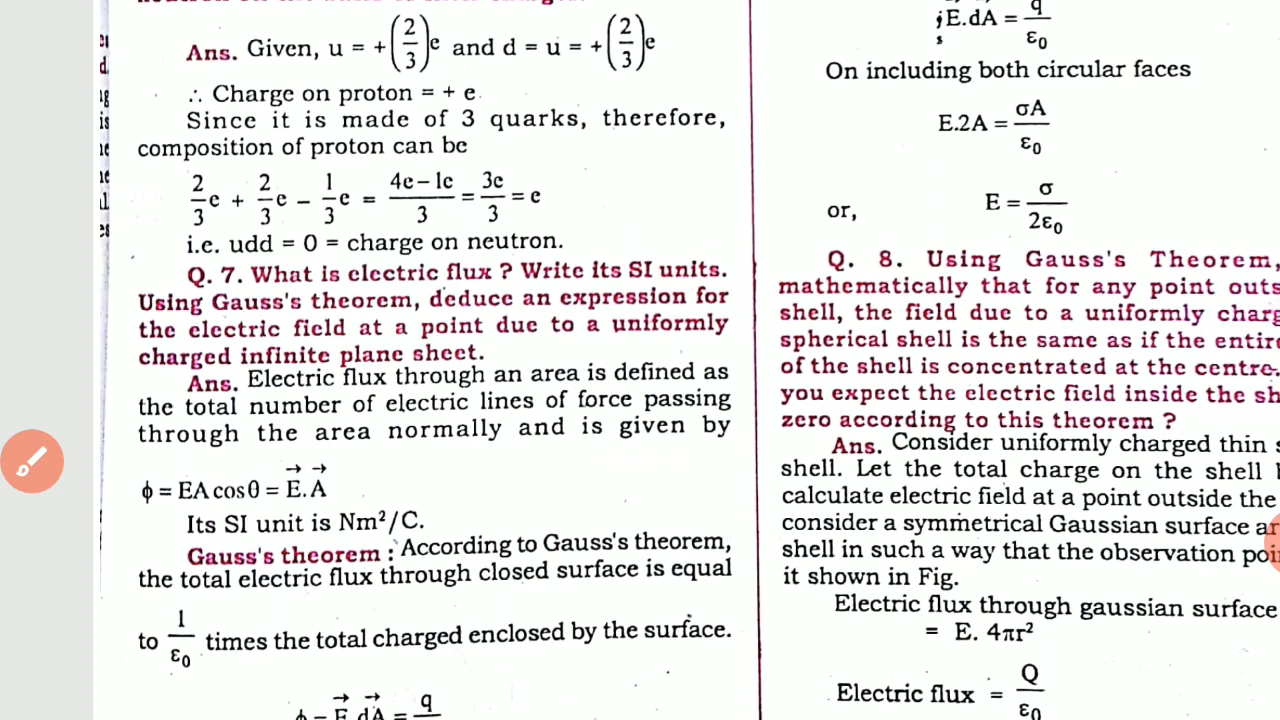 Ans. Given, u = +(2/3)e and d = u = +(2/3)e
∴ Charge on proton = + e
Since it is made of 3 quarks, therefore,
composition of proton can be
2/3 e + 2/3 e − 1/3 e = (4e − 1e)/3 = 3e/3 = e
i.e. udd = 0 = charge on neutron.
Q. 7. What is electric flux ? Write its SI units.
Using Gauss's theorem, deduce an expression for
the electric field at a point due to a uniformly
charged infinite plane sheet.
Ans. Electric flux through an area is defined as
the total number of electric lines of force passing
through the area normally and is given by
ϕ = EA cosθ = E⃗ . A⃗
Its SI unit is Nm²/C.
Gauss's theorem : According to Gauss's theorem,
the total electric flux through closed surface is equal
to 1/ε₀ times the total charged enclosed by the surface.
E⃗ dA⃗ = q
E.dA = q/ε₀
On including both circular faces
E.2A = σA/ε₀
or, E = σ/2ε₀
Q. 8. Using Gauss's Theorem,
mathematically that for any point outs
shell, the field due to a uniformly charg
spherical shell is the same as if the entire
of the shell is concentrated at the centre.
you expect the electric field inside the sh
zero according to this theorem ?
Ans. Consider uniformly charged thin s
shell. Let the total charge on the shell
calculate electric field at a point outside the
consider a symmetrical Gaussian surface ar
shell in such a way that the observation poi
it shown in Fig.
Electric flux through gaussian surface
= E. 4πr²
Electric flux = Q/ε₀